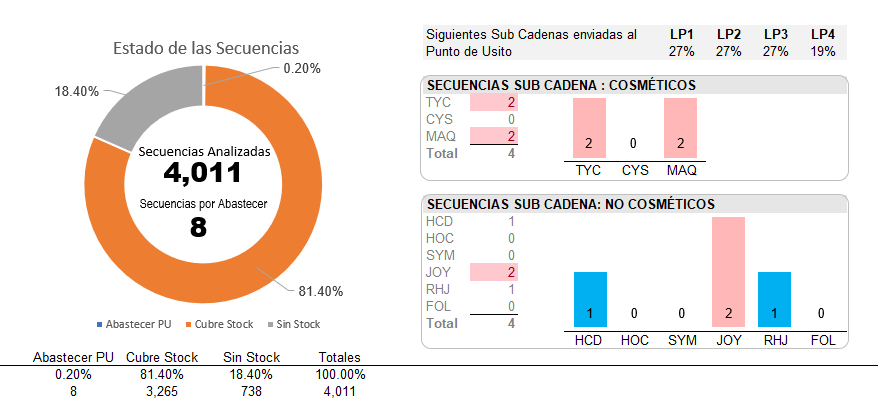 Estado de las Secuencias
0.20%
18.40%
Secuencias Analizadas
4,011
Secuencias por Abastecer
8
81.40%
Abastecer PU Cubre Stock Sin Stock
Abastecer PU Cubre Stock Sin Stock Totales
0.20% 81.40% 18.40% 100.00%
8 3,265 738 4,011
Siguientes Sub Cadenas enviadas al LP1 LP2 LP3 LP4
Punto de Usito 27% 27% 27% 19%
SECUENCIAS SUB CADENA : COSMÉTICOS
TYC 2
CYS 0
MAQ 2
Total 4
2 0 2
TYC CYS MAQ
SECUENCIAS SUB CADENA: NO COSMÉTICOS
HCD 1
HOC 0
SYM 0
JOY 2
RHJ 1
FOL 0
Total 4
1 0 0 2 1 0
HCD HOC SYM JOY RHJ FOL